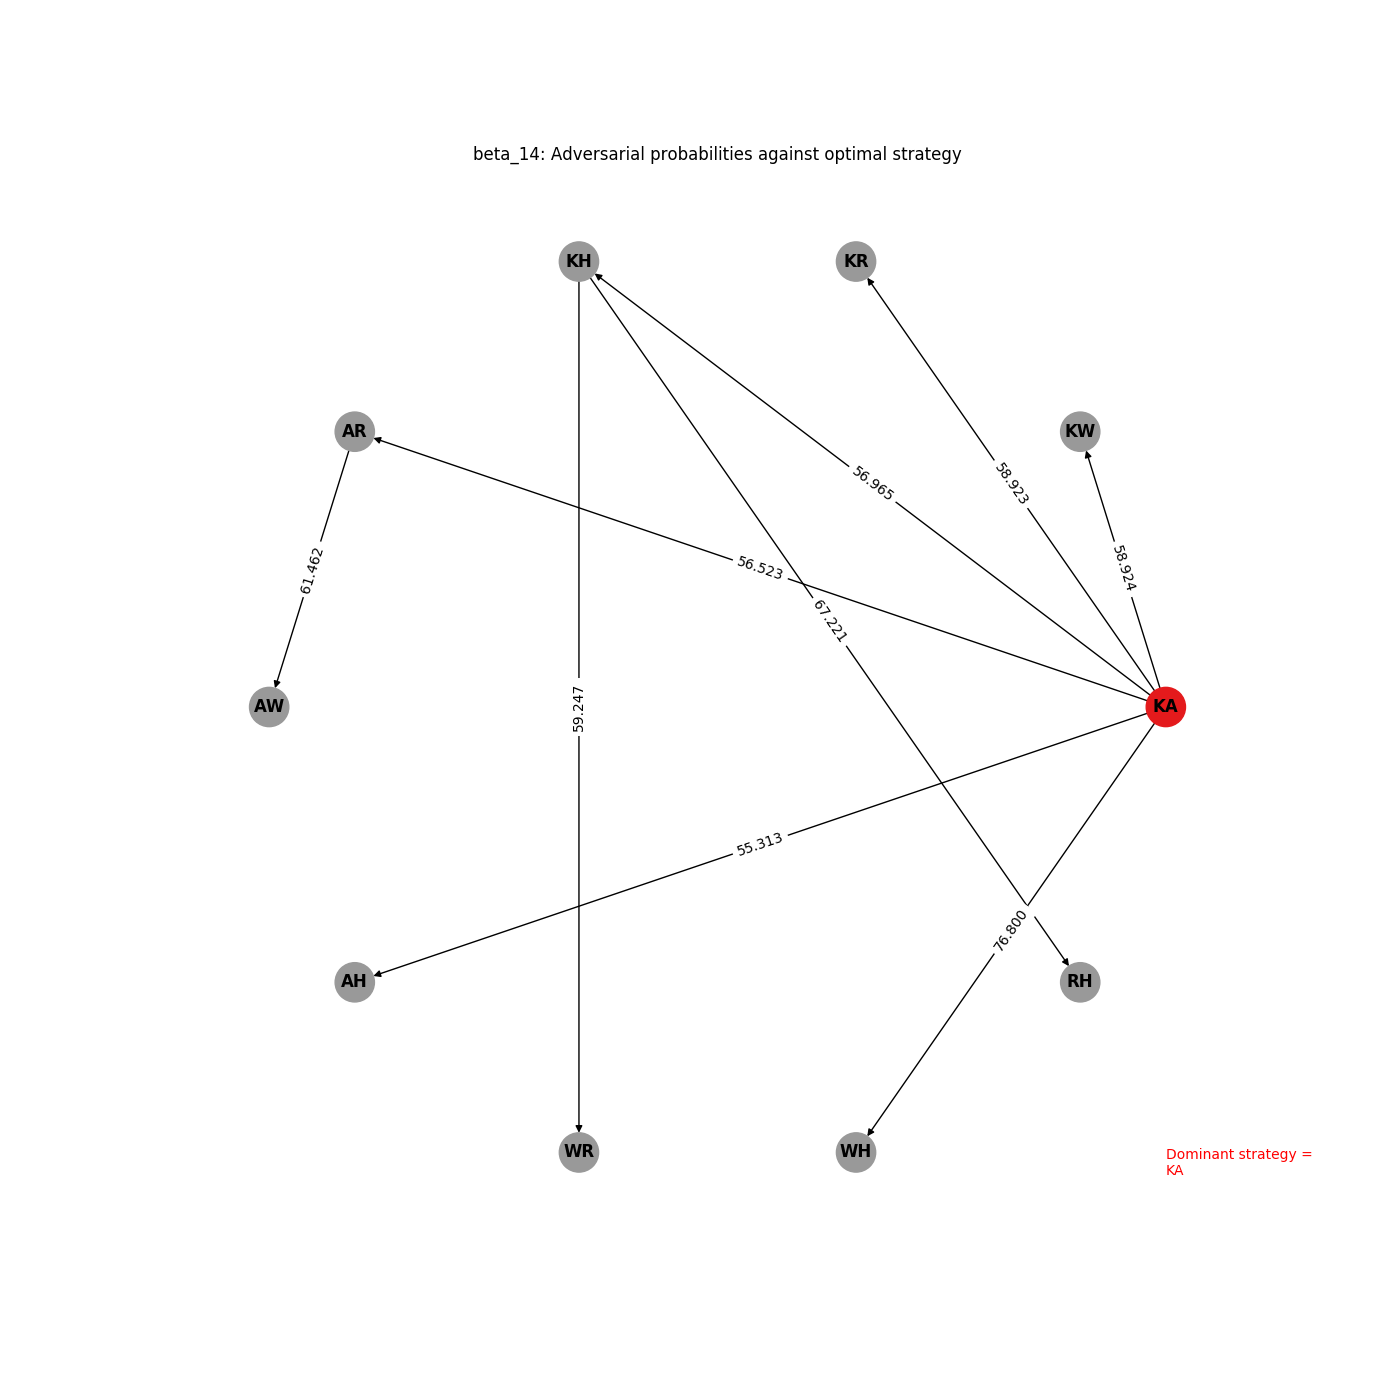 beta_14: Adversarial probabilities against optimal strategy
KH
KR
AR
KW
56.965
58.923
56.523
58.924
61.462
67.221
AW
59.247
KA
55.313
76.800
AH
RH
WR
WH
Dominant strategy =
KA